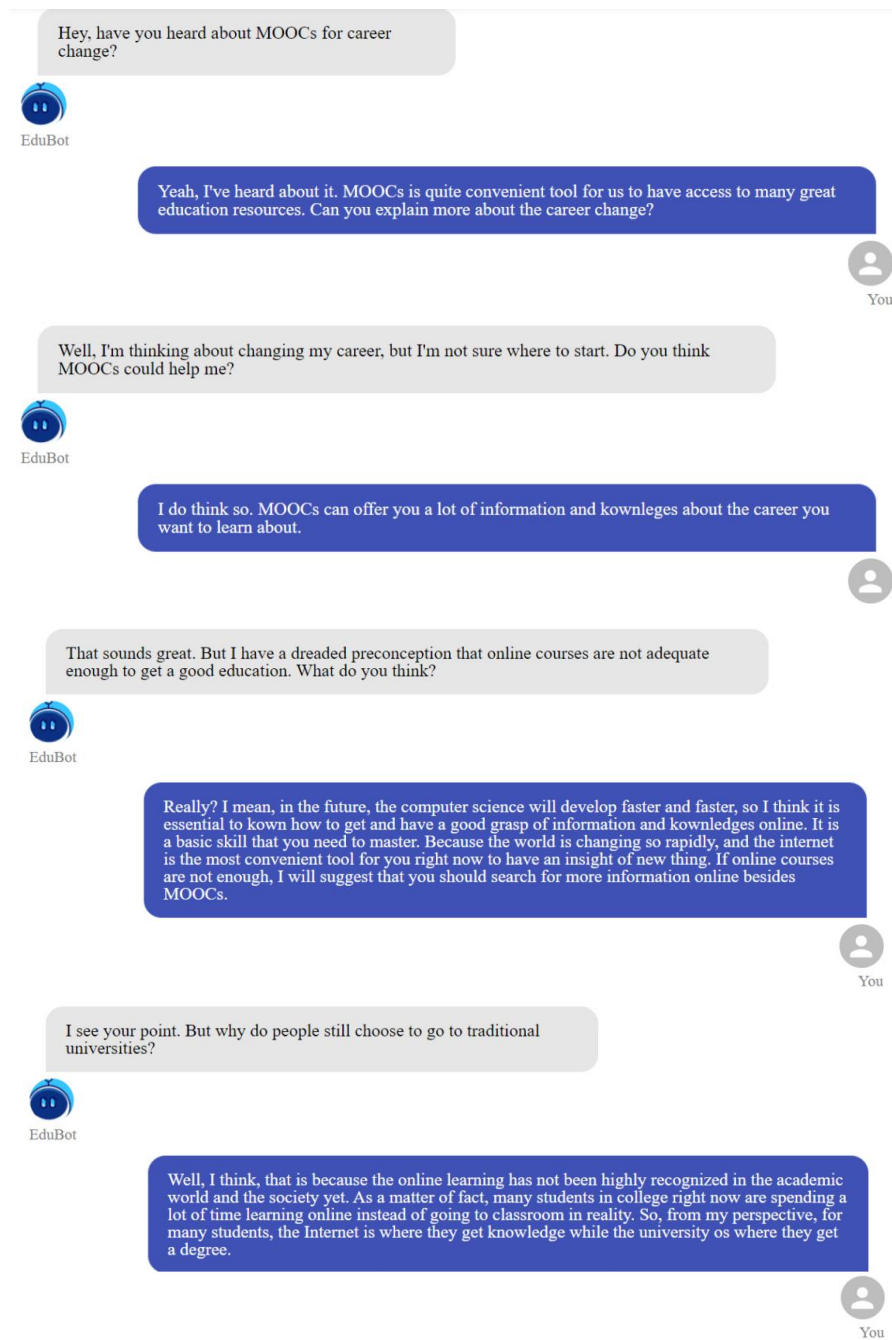 Hey, have you heard about MOOCs for career
change?
EduBot
Yeah, I've heard about it. MOOCs is quite convenient tool for us to have access to many great
education resources. Can you explain more about the career change?
You
Well, I'm thinking about changing my career, but I'm not sure where to start. Do you think
MOOCs could help me?
EduBot
I do think so. MOOCs can offer you a lot of information and kownleges about the career you
want to learn about.
That sounds great. But I have a dreaded preconception that online courses are not adequate
enough to get a good education. What do you think?
EduBot
Really? I mean, in the future, the computer science will develop faster and faster, so I think it is
essential to kown how to get and have a good grasp of information and kownledges online. It is
a basic skill that you need to master. Because the world is changing so rapidly, and the internet
is the most convenient tool for you right now to have an insight of new thing. If online courses
are not enough, I will suggest that you should search for more information online besides
MOOCs.
You
I see your point. But why do people still choose to go to traditional
universities?
EduBot
Well, I think, that is because the online learning has not been highly recognized in the academic
world and the society yet. As a matter of fact, many students in college right now are spending a
lot of time learning online instead of going to classroom in reality. So, from my perspective, for
many students, the Internet is where they get knowledge while the university os where they get
a degree.
You